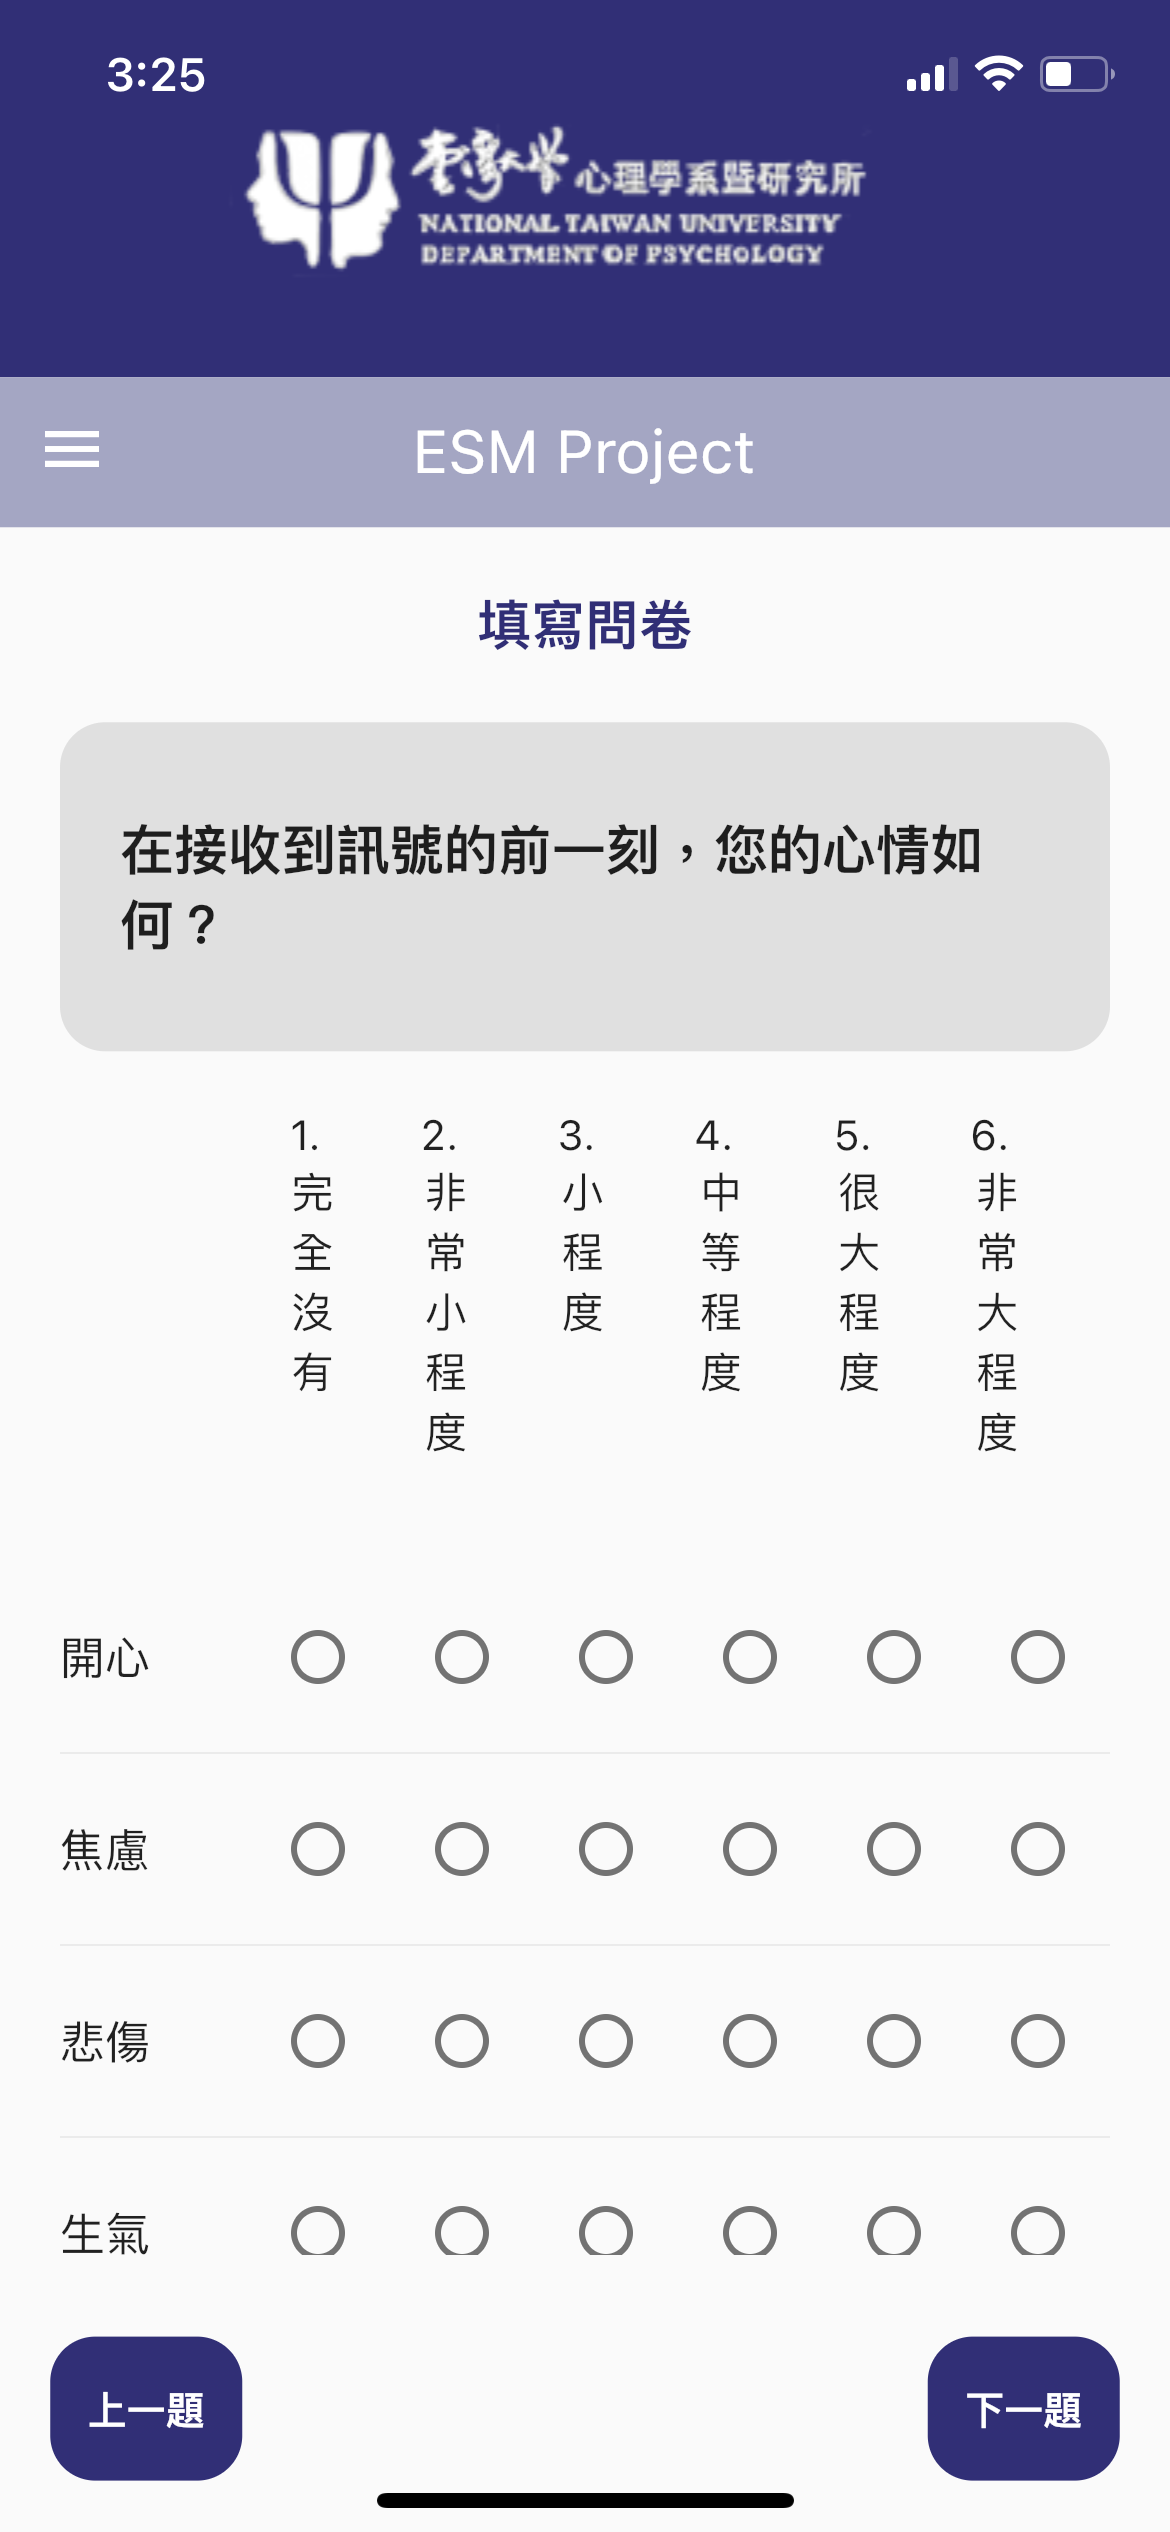 3:25
臺灣大學 心理學系暨研究所
NATIONAL TAIWAN UNIVERSITY
DEPARTMENT OF PSYCHOLOGY
ESM Project
填寫問卷
在接收到訊號的前一刻，您的心情如
何？
1. 完全沒有
2. 非常小程度
3. 小程度
4. 中等程度
5. 很大程度
6. 非常大程度
開心
焦慮
悲傷
生氣
上一題
下一題